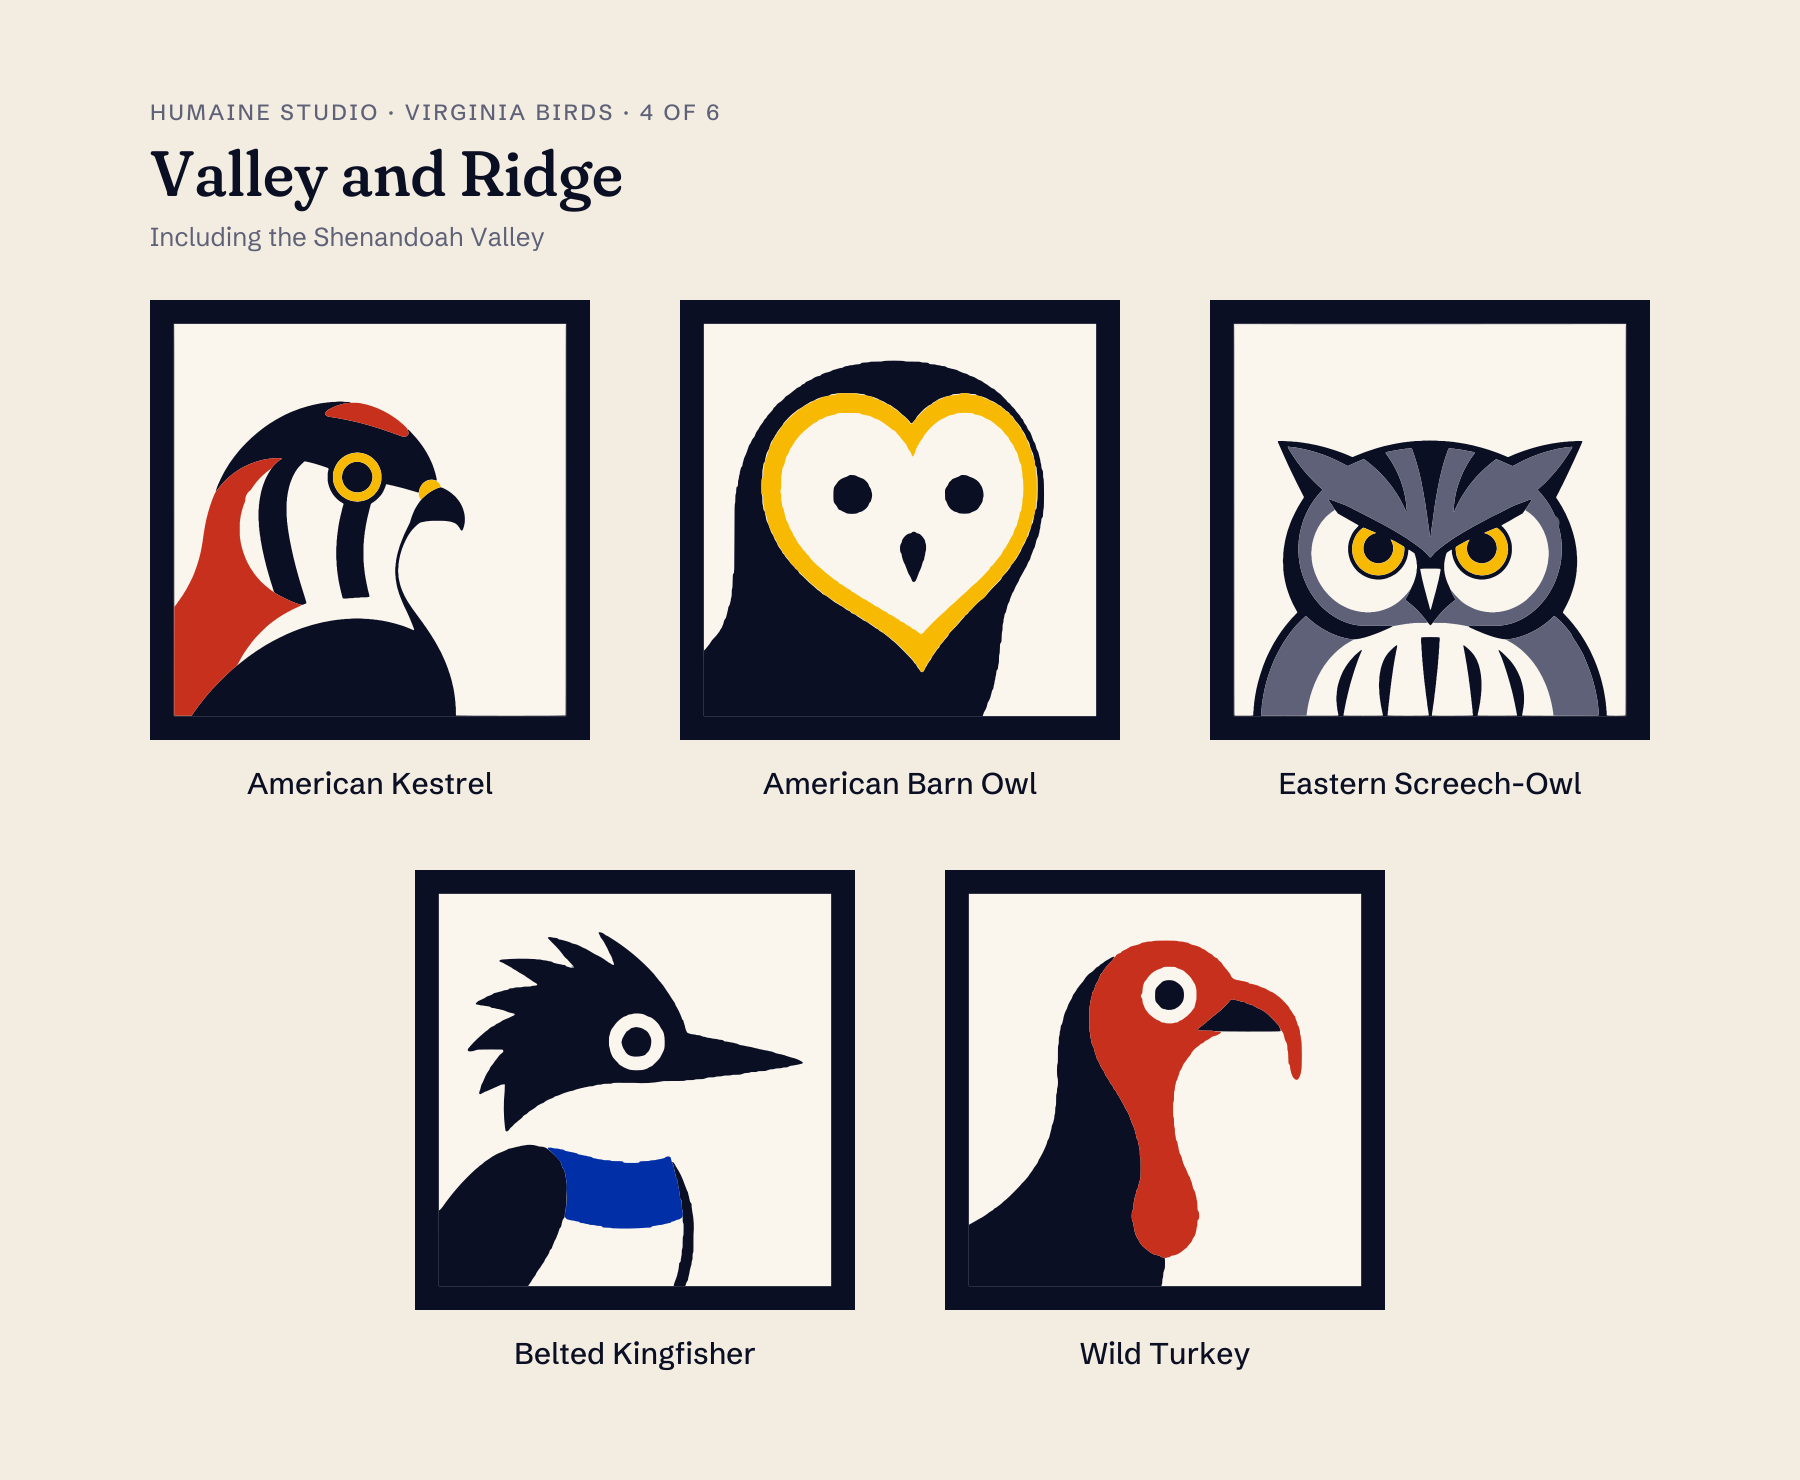 HUMAINE STUDIO · VIRGINIA BIRDS · 4 OF 6
Valley and Ridge
Including the Shenandoah Valley
American Kestrel
American Barn Owl
Eastern Screech-Owl
Belted Kingfisher
Wild Turkey